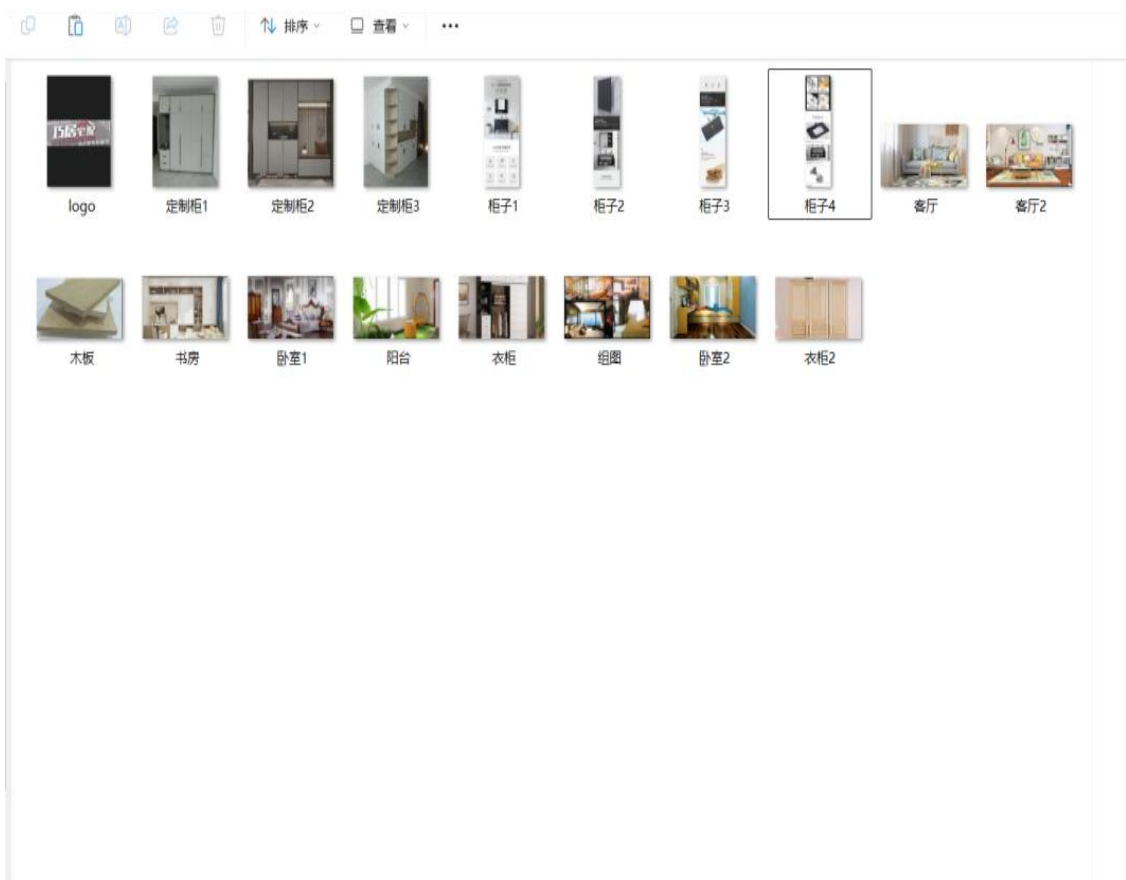 排序 查看
logo 定制柜1 定制柜2 定制柜3 柜子1 柜子2 柜子3 柜子4 客厅 客厅2
木板 书房 卧室1 阳台 衣柜 组图 卧室2 衣柜2